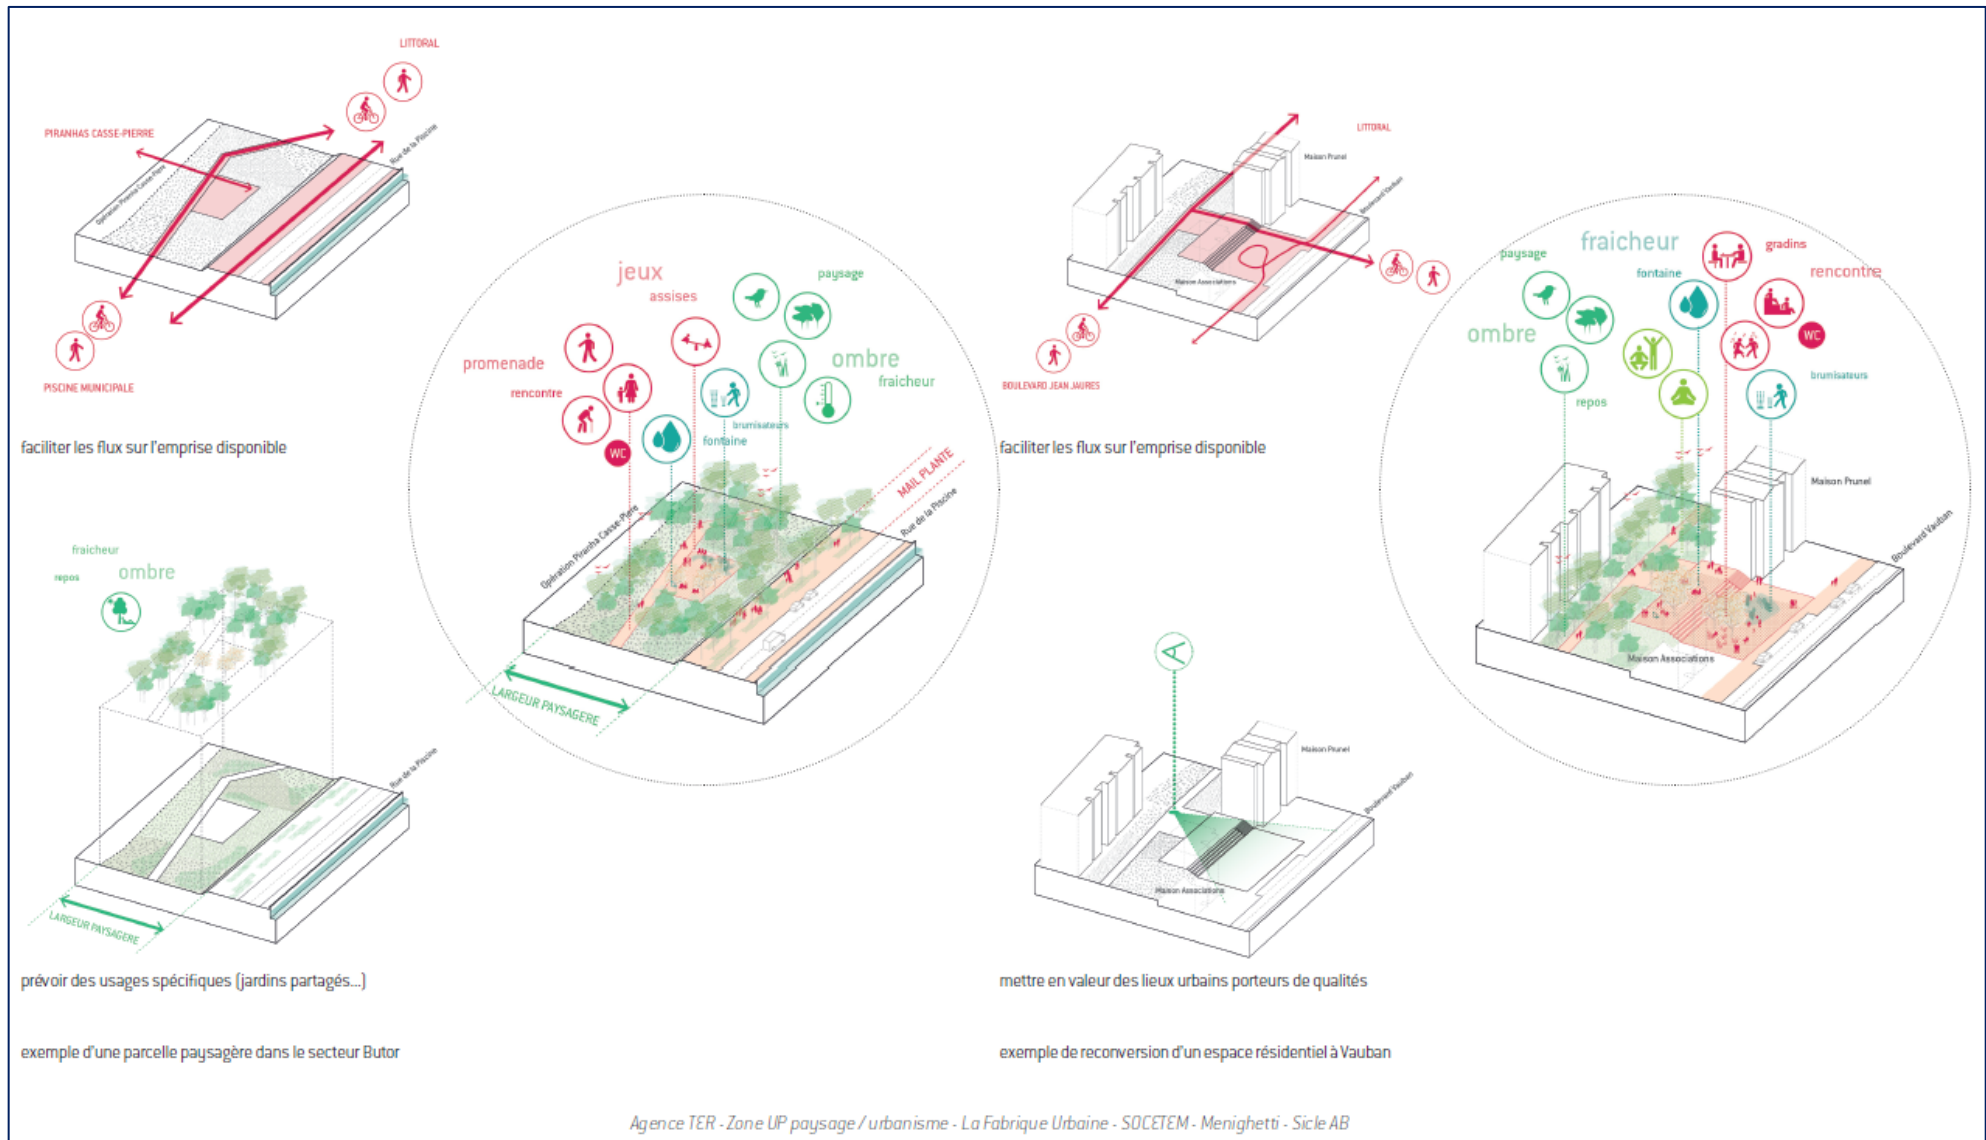 LITTORAL
PIRANHAS CASSE-PIERRE
Rue de la Piscine
Opération Piranha Casse-Pierre
PISCINE MUNICIPALE
faciliter les flux sur l'emprise disponible
fraicheur
repos
ombre
Rue de la Piscine
LARGEUR PAYSAGERE
prévoir des usages spécifiques (jardins partagés...)
exemple d'une parcelle paysagère dans le secteur Butor
jeux
assises
paysage
promenade
rencontre
ombre
fraicheur
brumisateurs
fontaine
WC
MAIL PLANTE
Rue de la Piscine
Opération Piranha Casse-Pierre
LARGEUR PAYSAGERE
LITTORAL
Maison Prunel
Boulevard Vauban
Maison Associations
BOULEVARD JEAN JAURES
faciliter les flux sur l'emprise disponible
Maison Prunel
Boulevard Vauban
Maison Associations
mettre en valeur des lieux urbains porteurs de qualités
exemple de reconversion d'un espace résidentiel à Vauban
fraicheur
gradins
paysage
fontaine
rencontre
ombre
WC
brumisateurs
repos
Maison Prunel
Boulevard Vauban
Maison Associations
Agence TER - Zone UP paysage / urbanisme - La Fabrique Urbaine - SOCETEM - Menighetti - Sicle AB